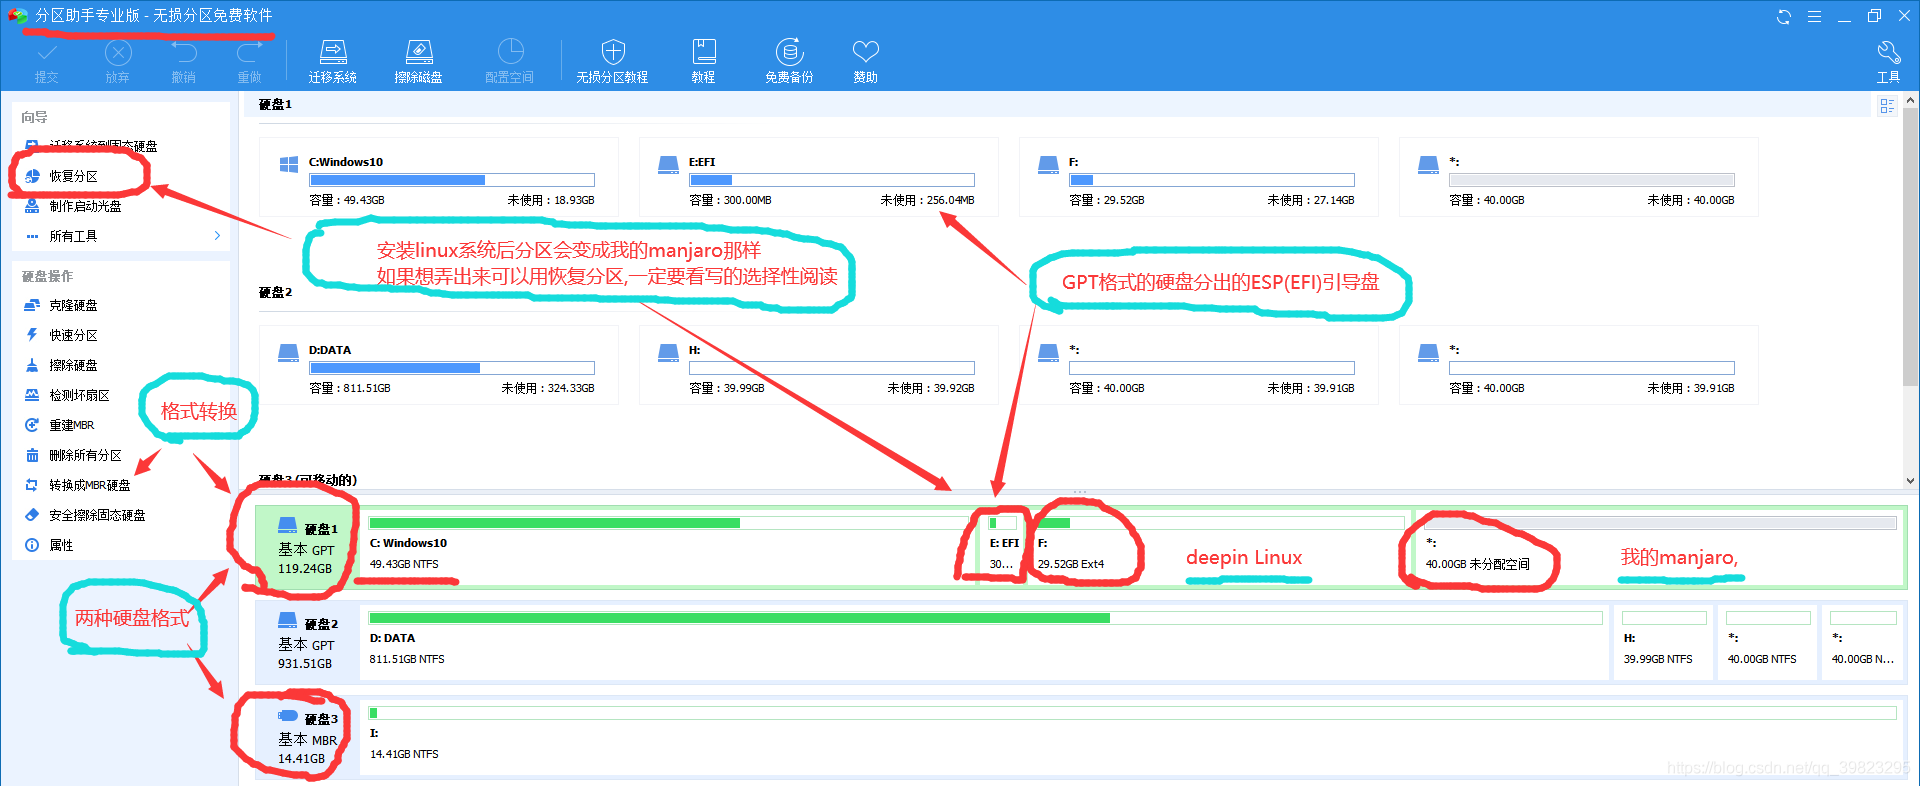 分区助手专业版 - 无损分区免费软件
提交
放弃
撤销
重做
迁移系统
擦除磁盘
配置空间
无损分区教程
教程
免费备份
赞助
工具
向导
迁移系统到固态硬盘
恢复分区
制作启动光盘
所有工具
硬盘操作
克隆硬盘
快速分区
擦除硬盘
检测坏扇区
重建MBR
删除所有分区
转换成MBR硬盘
安全擦除固态硬盘
属性
格式转换
两种硬盘格式
硬盘1
C:Windows10
容量 : 49.43GB 未使用 : 18.93GB
E:EFI
容量 : 300.00MB 未使用 : 256.04MB
F:
容量 : 29.52GB 未使用 : 27.14GB
*:
容量 : 40.00GB 未使用 : 40.00GB
安装linux系统后分区会变成我的manjaro那样
如果想弄出来可以用恢复分区,一定要看写的选择性阅读
GPT格式的硬盘分出的ESP(EFI)引导盘
硬盘2
D:DATA
容量 : 811.51GB 未使用 : 324.33GB
H:
容量 : 39.99GB 未使用 : 39.92GB
*:
容量 : 40.00GB 未使用 : 39.91GB
*:
容量 : 40.00GB 未使用 : 39.91GB
硬盘3(可移动的)
硬盘1
基本 GPT
119.24GB
C: Windows10
49.43GB NTFS
E: EFI
30...
F:
29.52GB Ext4
deepin Linux
*:
40.00GB 未分配空间
我的manjaro,
硬盘2
基本 GPT
931.51GB
D: DATA
811.51GB NTFS
H:
39.99GB NTFS
*:
40.00GB NTFS
*:
40.00GB N...
硬盘3
基本 MBR
14.41GB
I:
14.41GB NTFS
https://blog.csdn.net/qq_39823295